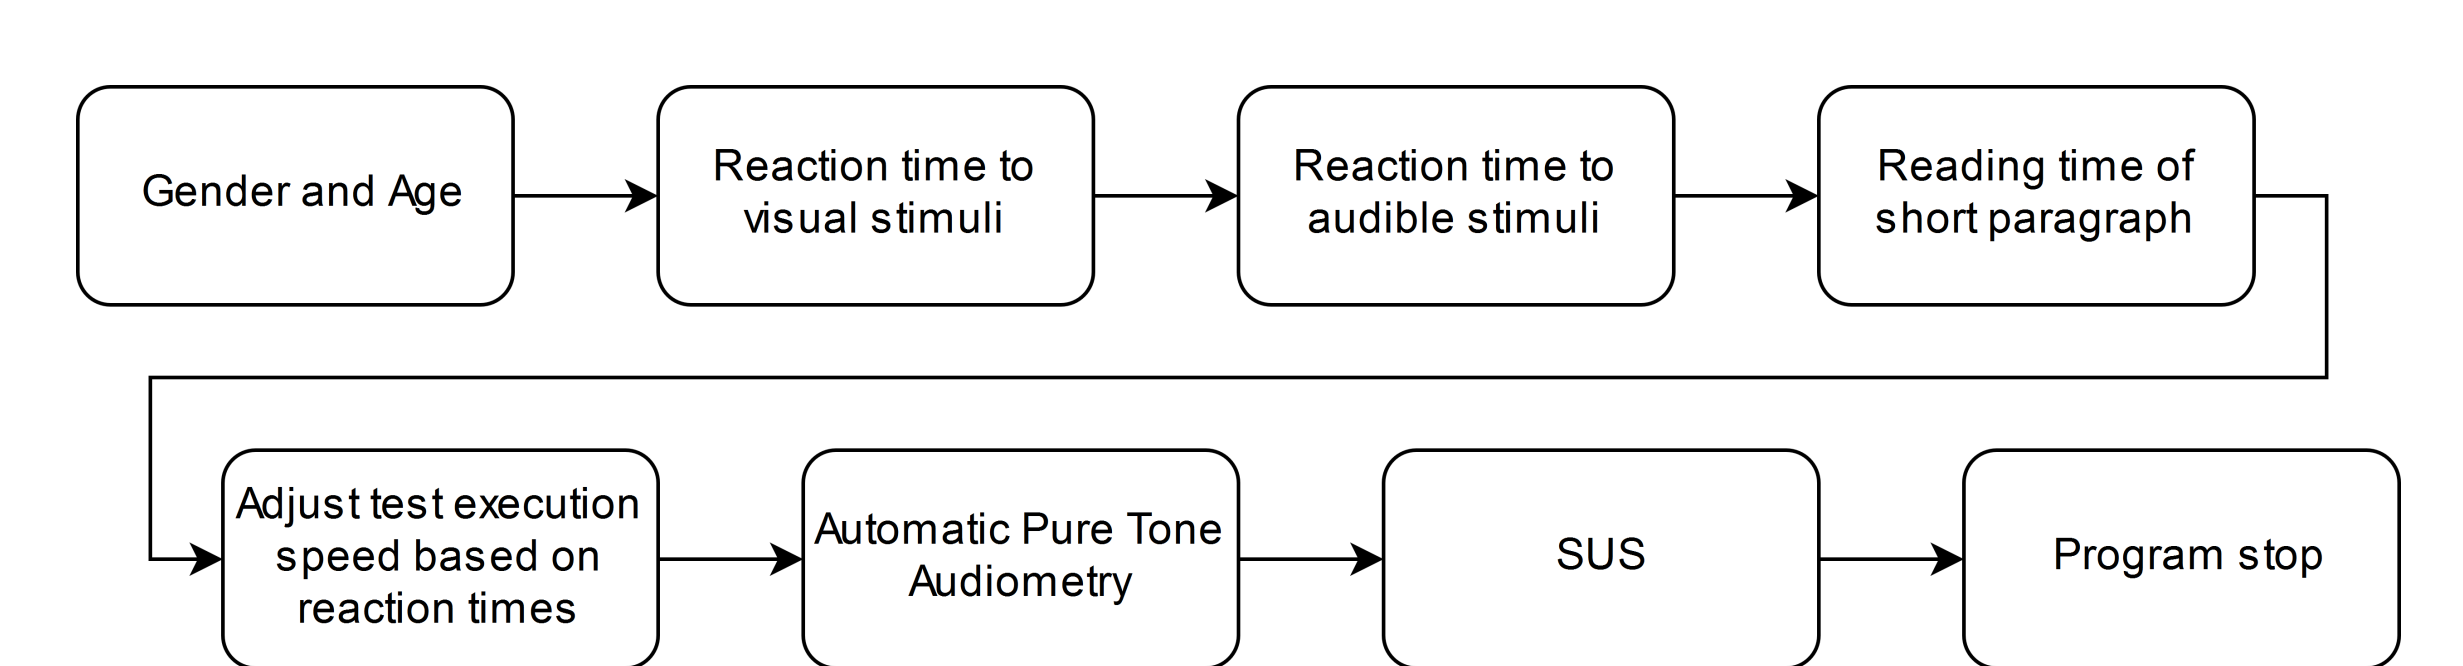 Gender and Age
Reaction time to
visual stimuli
Reaction time to
audible stimuli
Reading time of
short paragraph
Adjust test execution
speed based on
reaction times
Automatic Pure Tone
Audiometry
SUS
Program stop